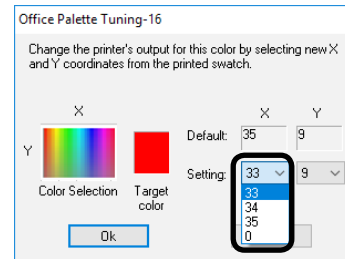 Office Palette Tuning-16
Change the printer's output for this color by selecting new X
and Y coordinates from the printed swatch.
X
X Y
Default: 35 9
Y
Setting: 33 9
33
34
35
0
Color Selection
Target
color
Ok